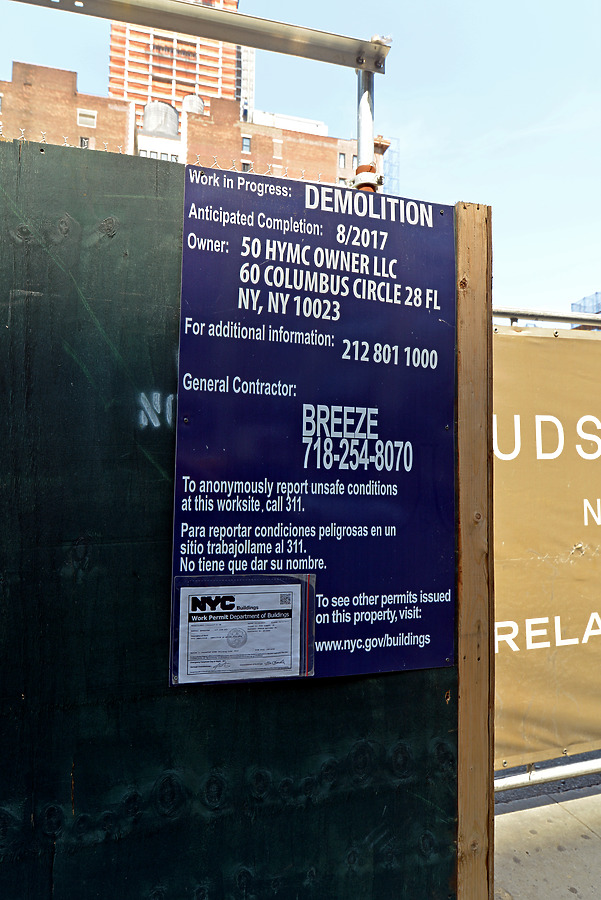 Work in Progress: DEMOLITION
Anticipated Completion: 8/2017
Owner: 50 HYMC OWNER LLC
60 COLUMBUS CIRCLE 28 FL
NY, NY 10023
For additional information: 212 801 1000
General Contractor:
BREEZE
718-254-8070
To anonymously report unsafe conditions
at this worksite, call 311.
Para reportar condiciones peligrosas en un
sitio trabajollame al 311.
No tiene que dar su nombre.
NYC Buildings
Work Permit Department of Buildings
To see other permits issued
on this property, visit:
www.nyc.gov/buildings
UDS
N
RELA